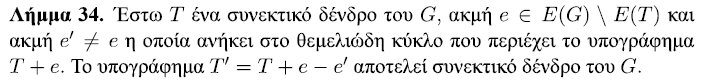 Λήμμα 34. Έστω T ένα συνεκτικό δένδρο του G, ακμή e ∈ E(G) \ E(T) και
ακμή e′ ≠ e η οποία ανήκει στο θεμελιώδη κύκλο που περιέχει το υπογράφημα
T + e. Το υπογράφημα T′ = T + e − e′ αποτελεί συνεκτικό δένδρο του G.